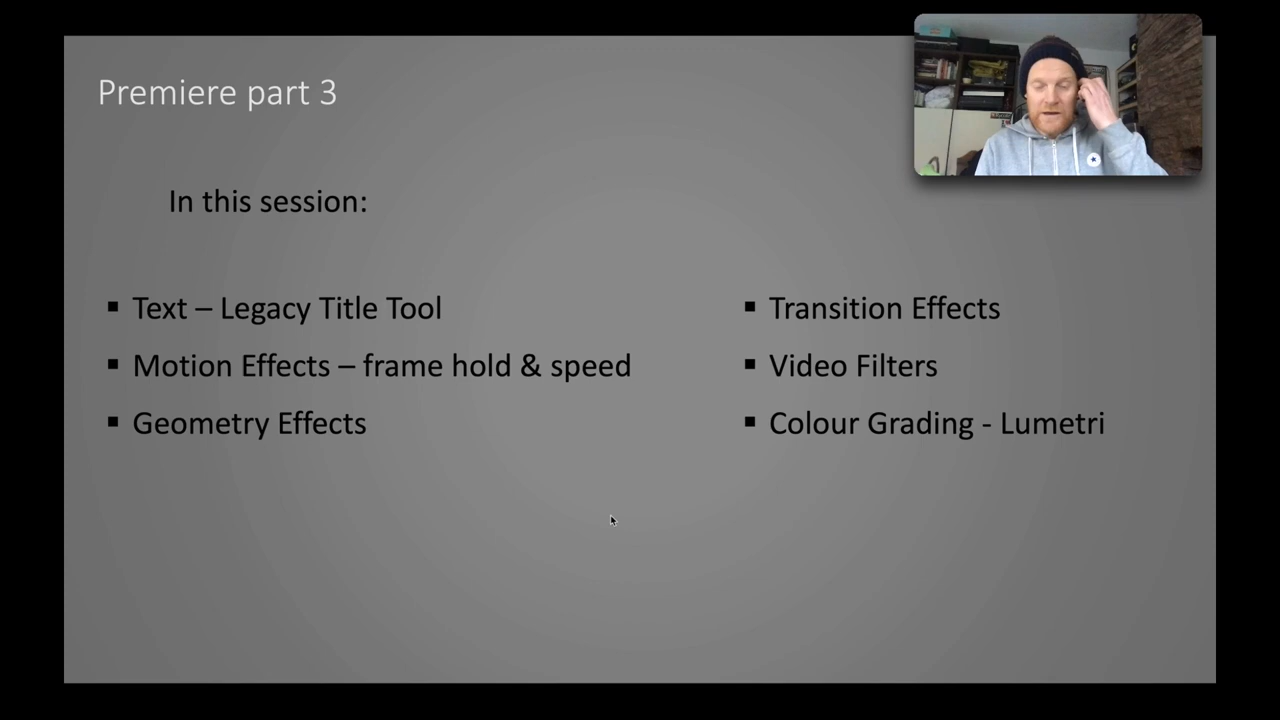 Premiere part 3
In this session:
▪ Text – Legacy Title Tool
▪ Motion Effects – frame hold & speed
▪ Geometry Effects
▪ Transition Effects
▪ Video Filters
▪ Colour Grading - Lumetri